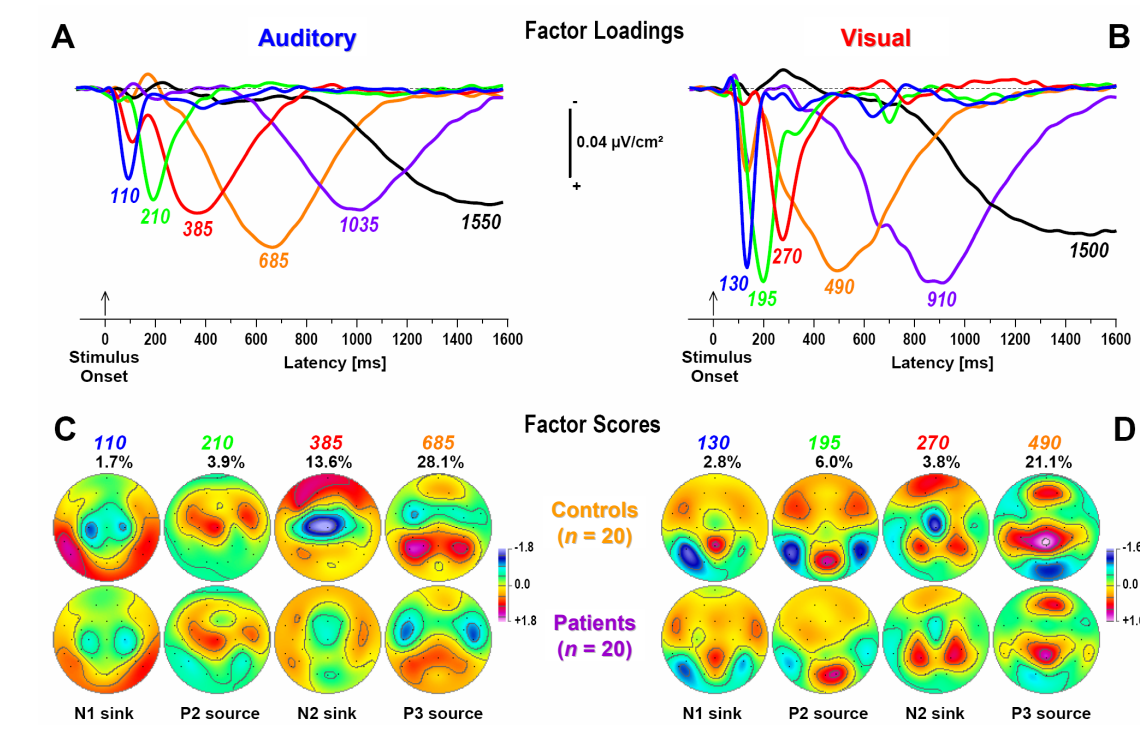 A
Auditory
Factor Loadings
Visual
B
-
0.04 µV/cm²
+
110
210
385
685
1035
1550
130
195
270
490
910
1500
0 200 400 600 800 1000 1200 1400 1600
Stimulus
Onset
Latency [ms]
0 200 400 600 800 1000 1200 1400 1600
Stimulus
Onset
Latency [ms]
C
Factor Scores
D
110 210 385 685
1.7% 3.9% 13.6% 28.1%
130 195 270 490
2.8% 6.0% 3.8% 21.1%
Controls
(n = 20)
Patients
(n = 20)
-1.8
0.0
+1.8
-1.6
0.0
N1 sink P2 source N2 sink P3 source
N1 sink P2 source N2 sink P3 source